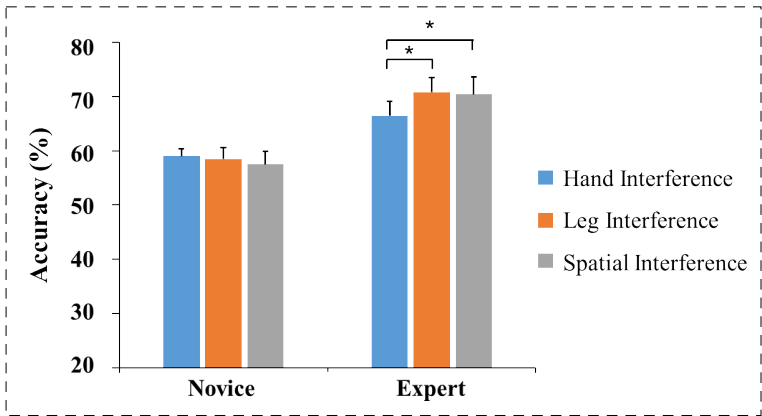 *
*
80
70
60
50
40
30
20
Accuracy (%)
Novice
Expert
Hand Interference
Leg Interference
Spatial Interference